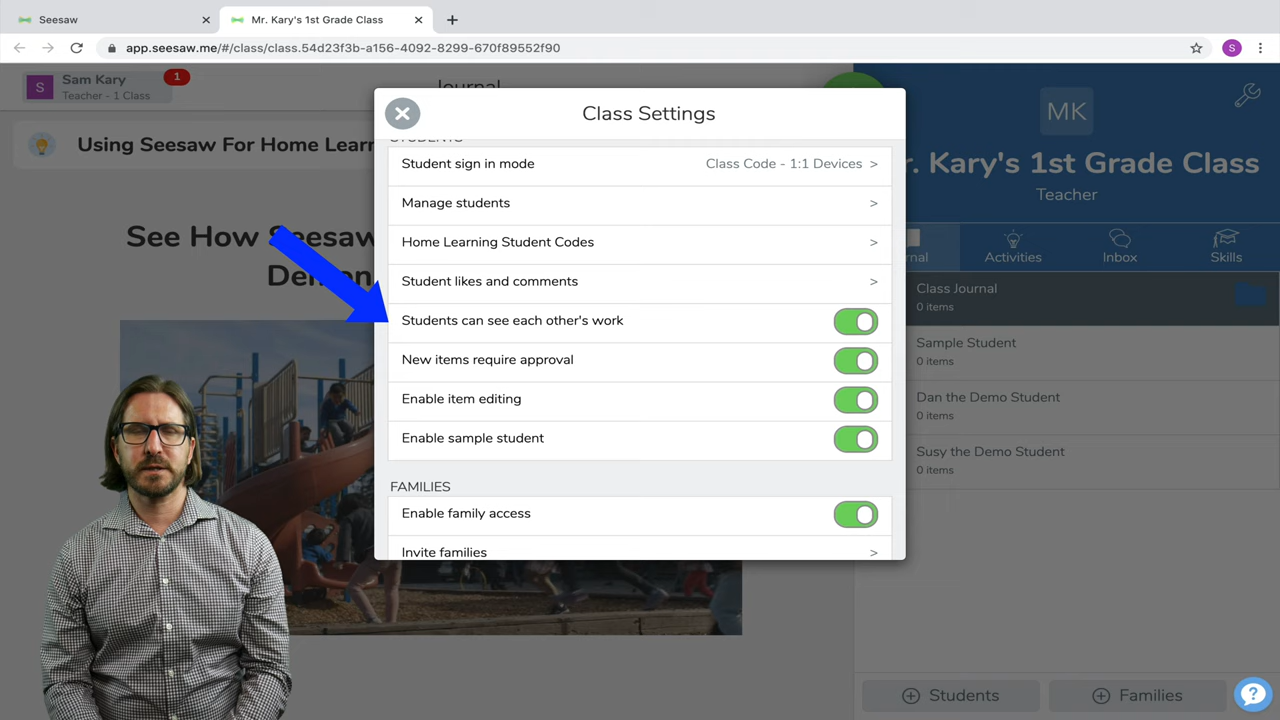 Seesaw
Mr. Kary's 1st Grade Class
app.seesaw.me/#/class/class.54d23f3b-a156-4092-8299-670f89552f90
S
S
Sam Kary
Teacher - 1 Class
1
Journal
Using Seesaw For Home Learn
See How Seesaw
Class Settings
STUDENTS
Student sign in mode
Class Code - 1:1 Devices >
Manage students >
Home Learning Student Codes >
Student likes and comments >
Students can see each other's work
New items require approval
Enable item editing
Enable sample student
FAMILIES
Enable family access
Invite families >
MK
r. Kary's 1st Grade Class
Teacher
rnal
Activities
Inbox
Skills
Class Journal
0 items
Sample Student
0 items
Dan the Demo Student
0 items
Susy the Demo Student
0 items
Students
Families
?